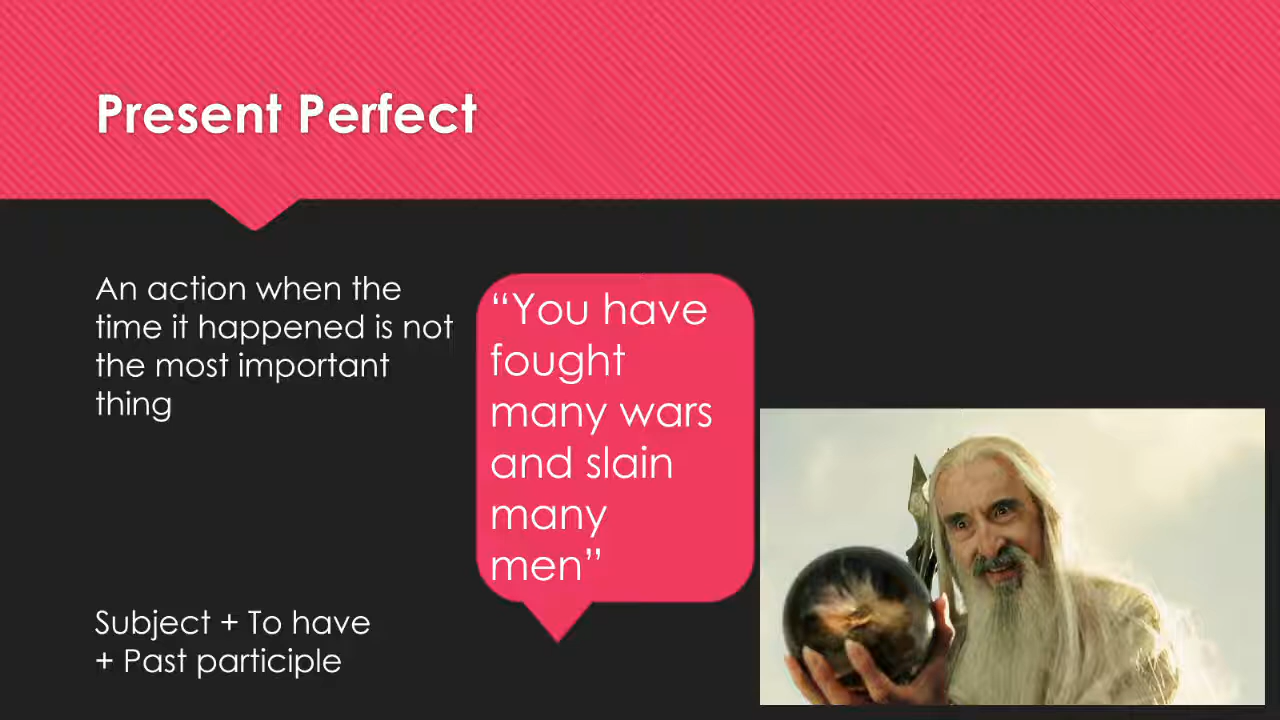 Present Perfect
An action when the
time it happened is not
the most important
thing
“You have
fought
many wars
and slain
many
men”
Subject + To have
+ Past participle